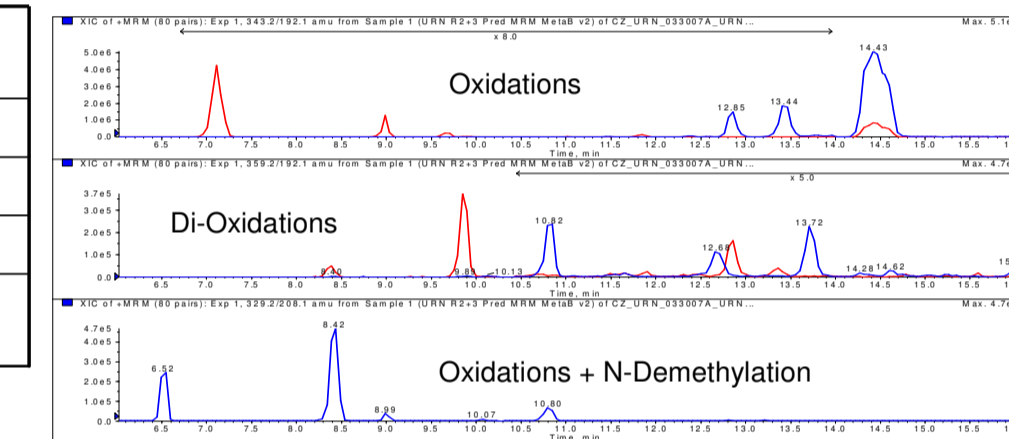 XIC of +MRM (80 pairs): Exp 1, 343.2/192.1 amu from Sample 1 (URN R2+3 Pred MRM MetaB v2) of CZ_URN_033007A_URN... Max. 5.1e
x 8.0
14.43
5.0e6
4.0e6
3.0e6
2.0e6
1.0e6
0.0
Oxidations
12.85
13.44
6.5 7.0 7.5 8.0 8.5 9.0 9.5 10.0 10.5 11.0 11.5 12.0 12.5 13.0 13.5 14.0 14.5 15.0 15.5
Time, min
XIC of +MRM (80 pairs): Exp 1, 359.2/192.1 amu from Sample 1 (URN R2+3 Pred MRM MetaB v2) of CZ_URN_033007A_URN... Max. 4.7e
x 5.0
3.7e5
3.0e5
2.0e5
1.0e5
0.0
Di-Oxidations
8.40
9.89
10.13
10.82
12.68
13.72
14.28
14.62
15
6.5 7.0 7.5 8.0 8.5 9.0 9.5 10.0 10.5 11.0 11.5 12.0 12.5 13.0 13.5 14.0 14.5 15.0 15.5
Time, min
XIC of +MRM (80 pairs): Exp 1, 329.2/208.1 amu from Sample 1 (URN R2+3 Pred MRM MetaB v2) of CZ_URN_033007A_URN... Max. 4.7e
4.7e5
4.0e5
3.0e5
2.0e5
1.0e5
0.0
6.52
8.42
8.99
10.07
10.80
Oxidations + N-Demethylation
6.5 7.0 7.5 8.0 8.5 9.0 9.5 10.0 10.5 11.0 11.5 12.0 12.5 13.0 13.5 14.0 14.5 15.0 15.5
Time, min